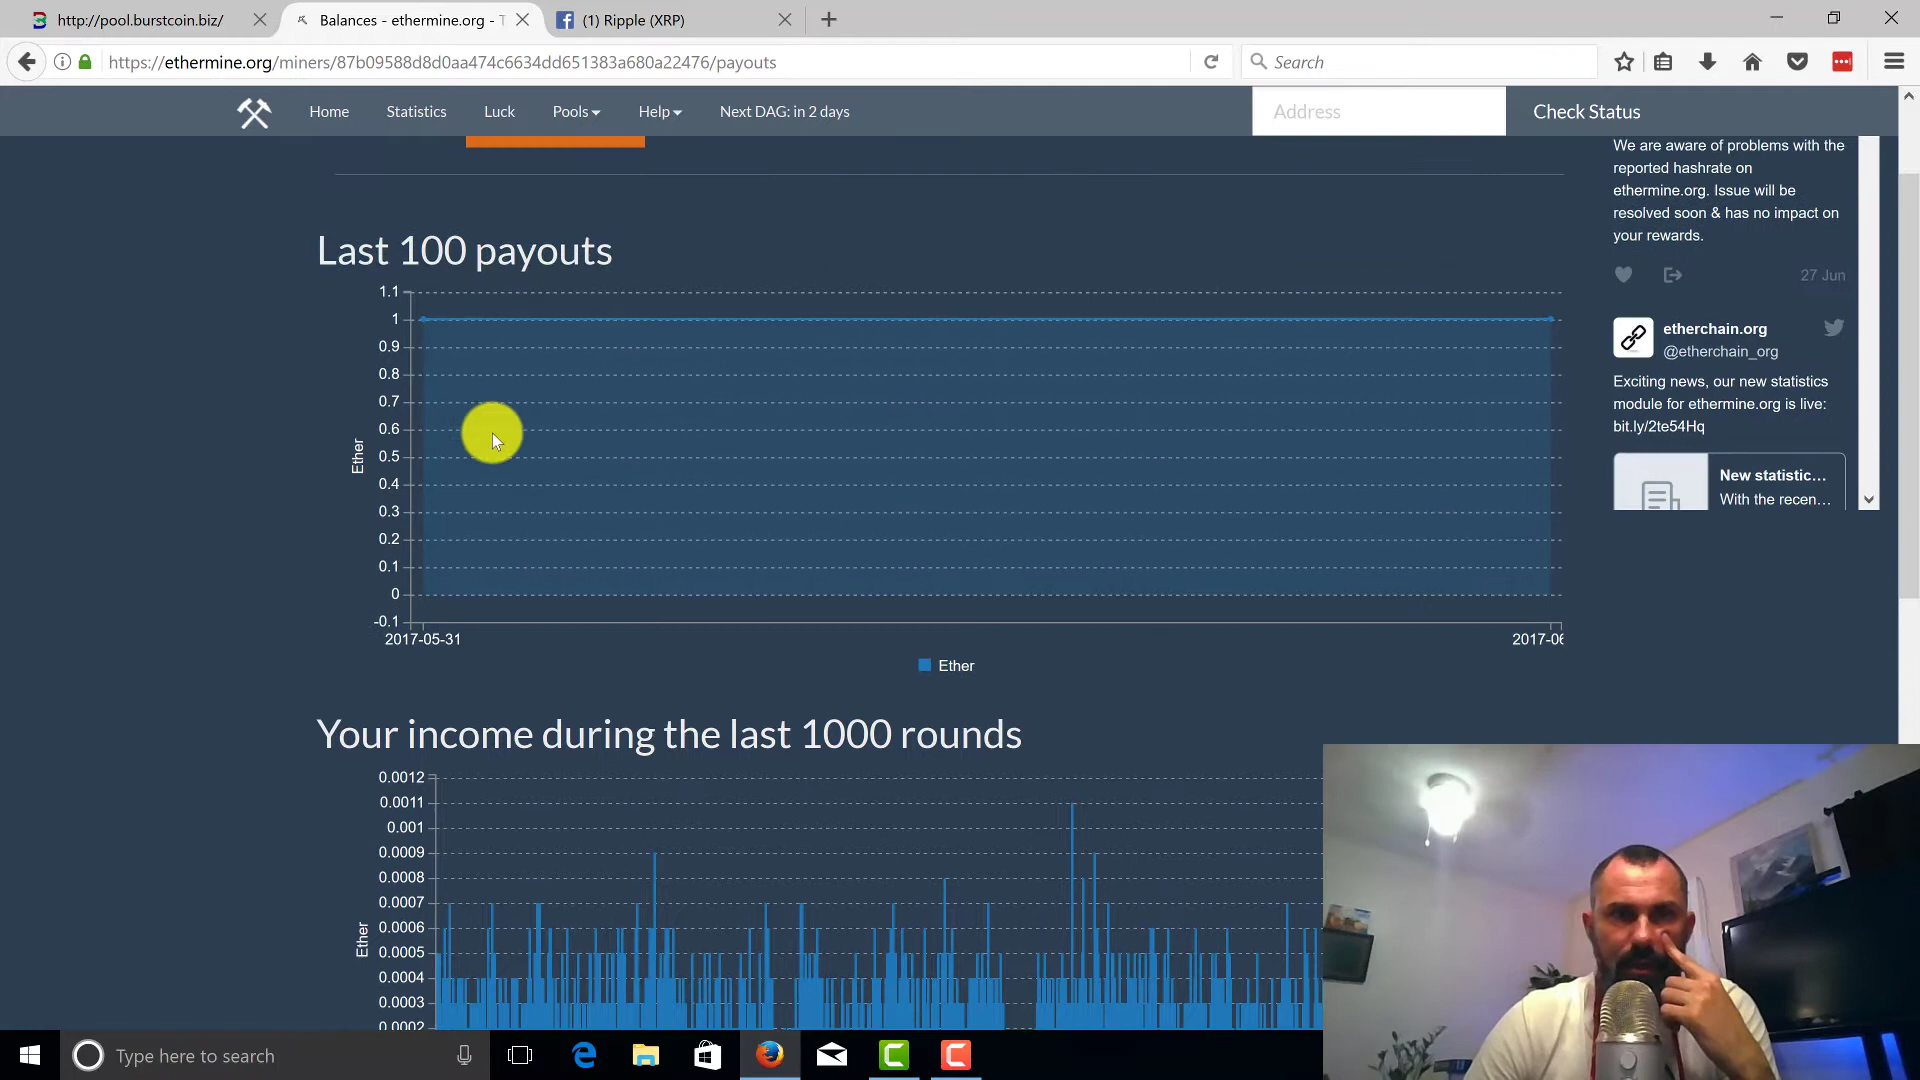 http://pool.burstcoin.biz/
Balances - ethermine.org - T
(1) Ripple (XRP)
https://ethermine.org/miners/87b09588d8d0aa474c6634dd651383a680a22476/payouts
Search
Home
Statistics
Luck
Pools
Help
Next DAG: in 2 days
Address
Check Status
We are aware of problems with the
reported hashrate on
ethermine.org. Issue will be
resolved soon & has no impact on
your rewards.
27 Jun
etherchain.org
@etherchain_org
Exciting news, our new statistics
module for ethermine.org is live:
bit.ly/2te54Hq
New statistic...
With the recen...
Last 100 payouts
1.1
1
0.9
0.8
0.7
0.6
0.5
0.4
0.3
0.2
0.1
0
-0.1
Ether
2017-05-31
2017-06
Ether
Your income during the last 1000 rounds
0.0012
0.0011
0.001
0.0009
0.0008
0.0007
0.0006
0.0005
0.0004
0.0003
0.0002
Ether
Type here to search